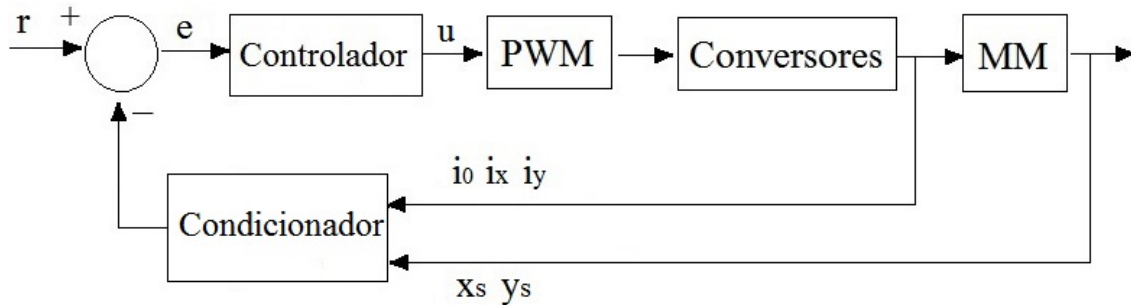 r + e Controlador u PWM Conversores MM
−
i0 ix iy
Condicionador
xs ys